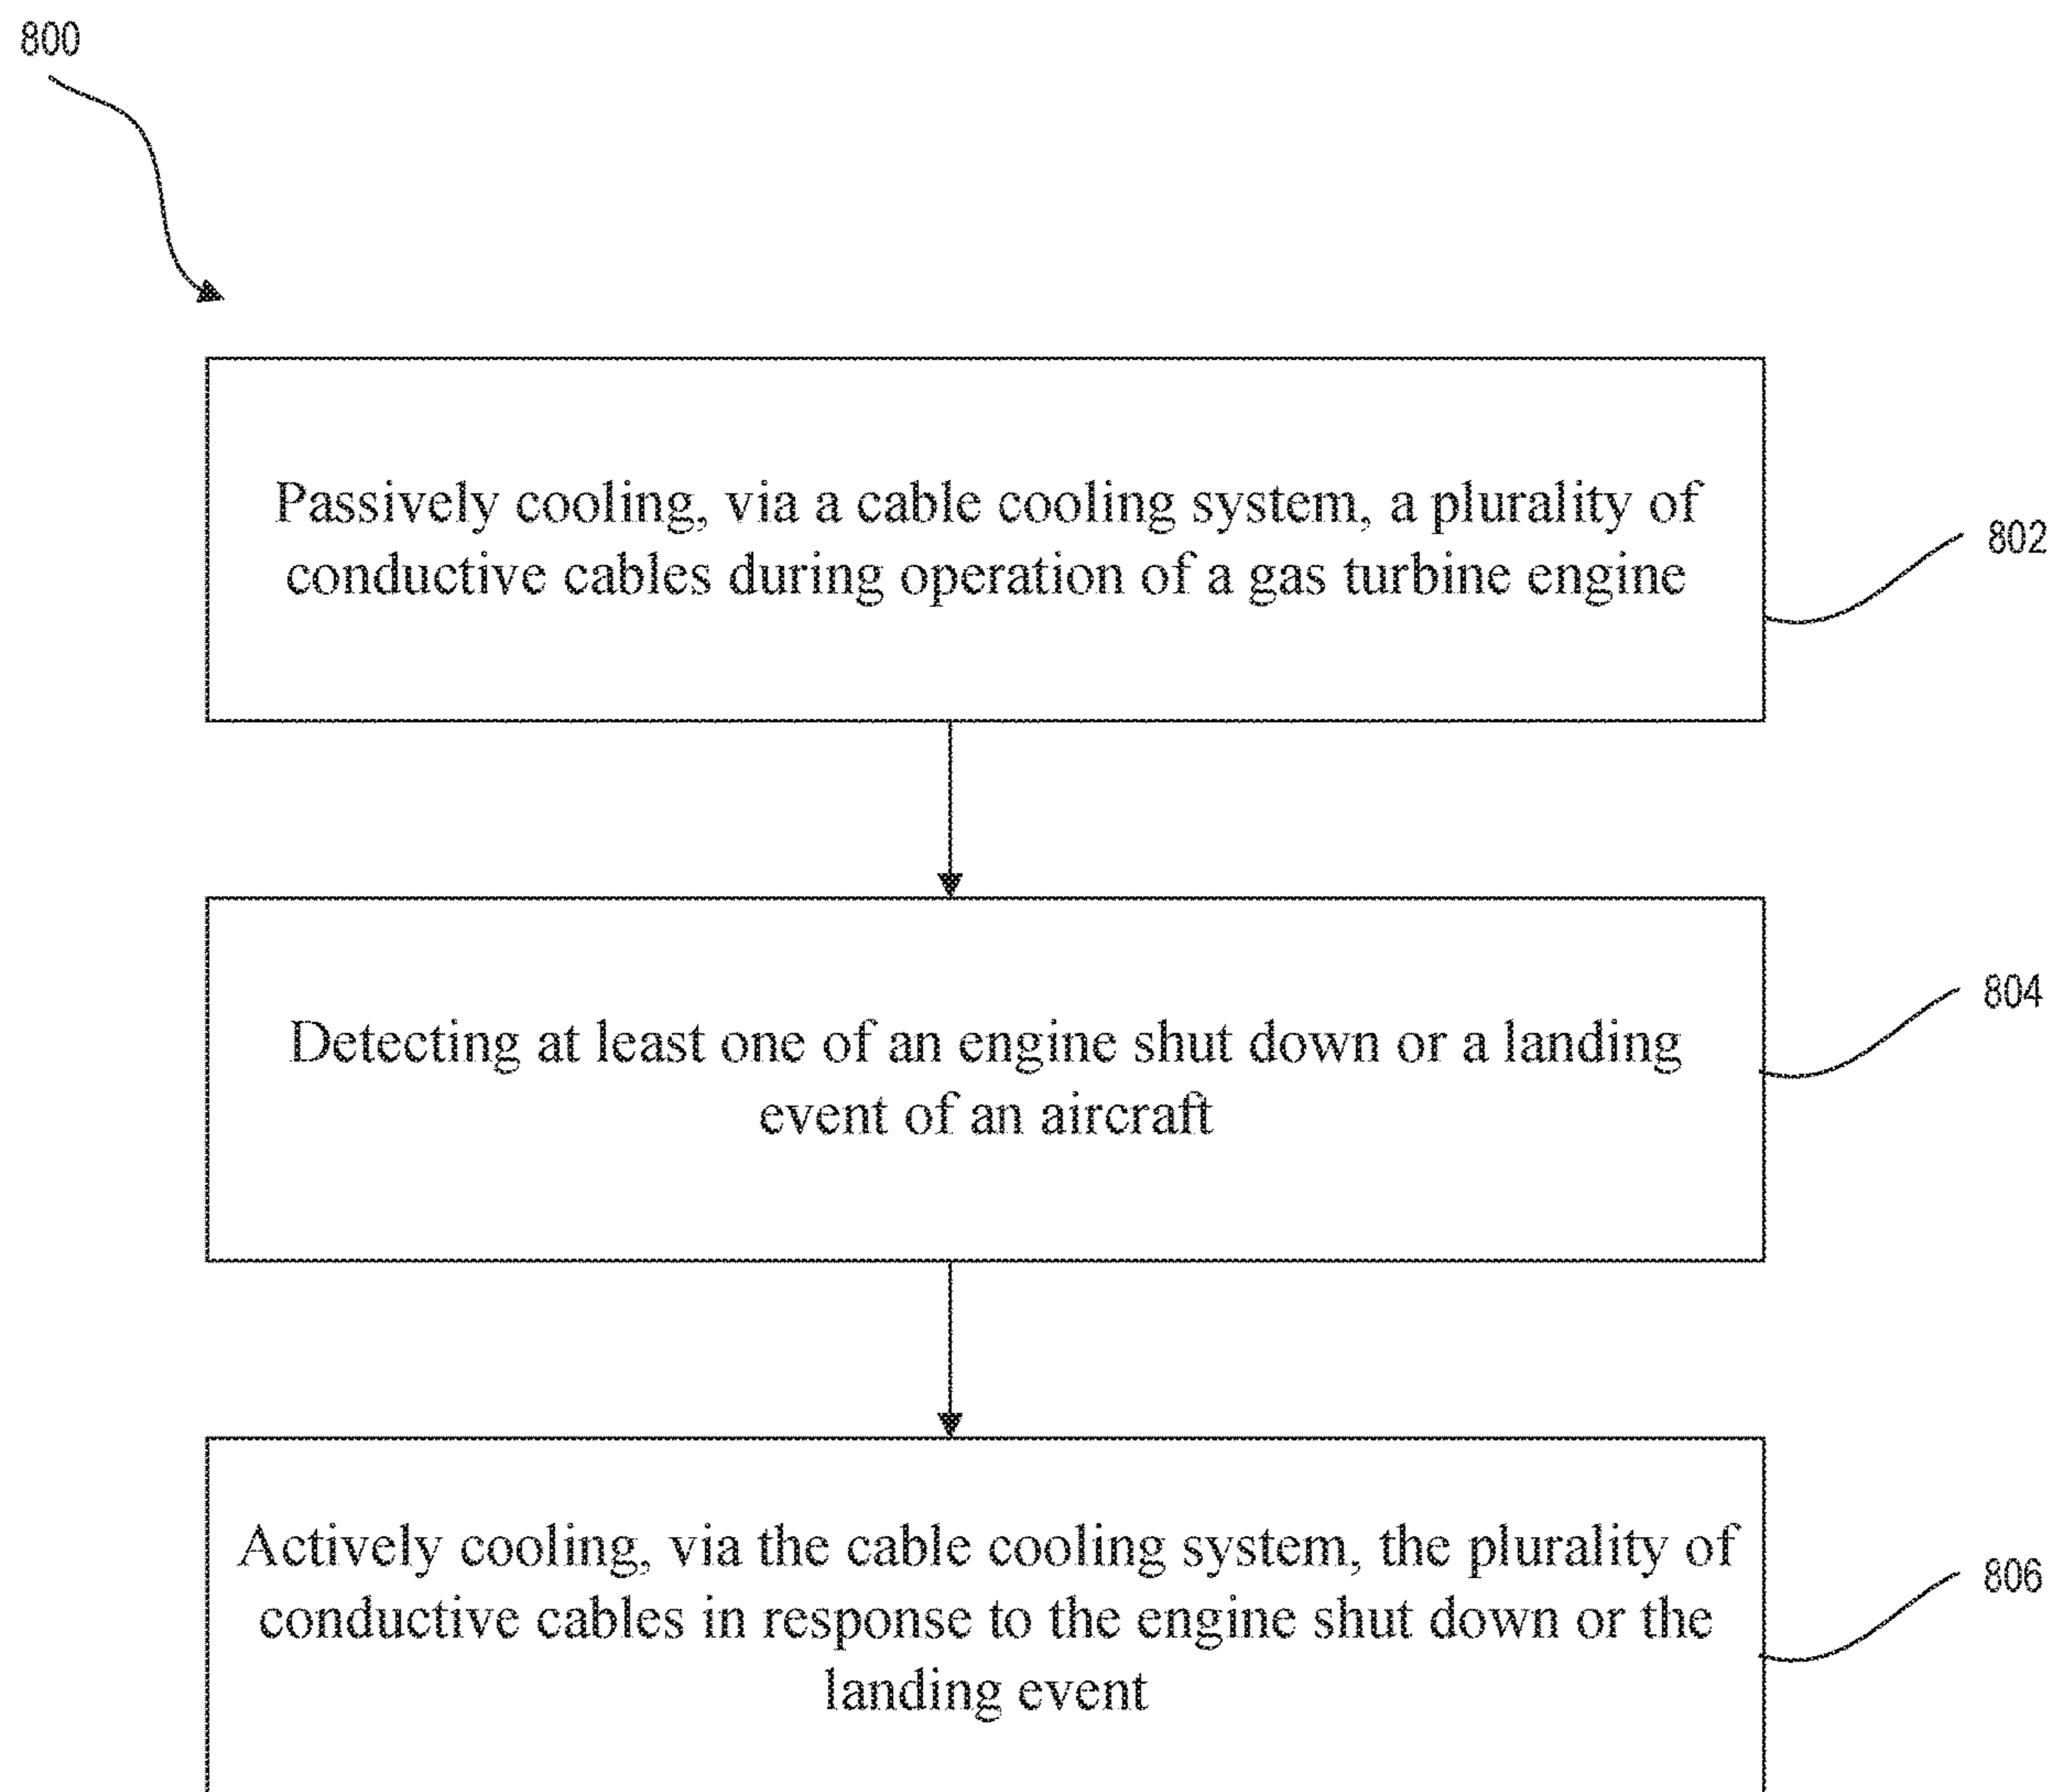 800
Passively cooling, via a cable cooling system, a plurality of
conductive cables during operation of a gas turbine engine
802
Detecting at least one of an engine shut down or a landing
event of an aircraft
804
Actively cooling, via the cable cooling system, the plurality of
conductive cables in response to the engine shut down or the
landing event
806